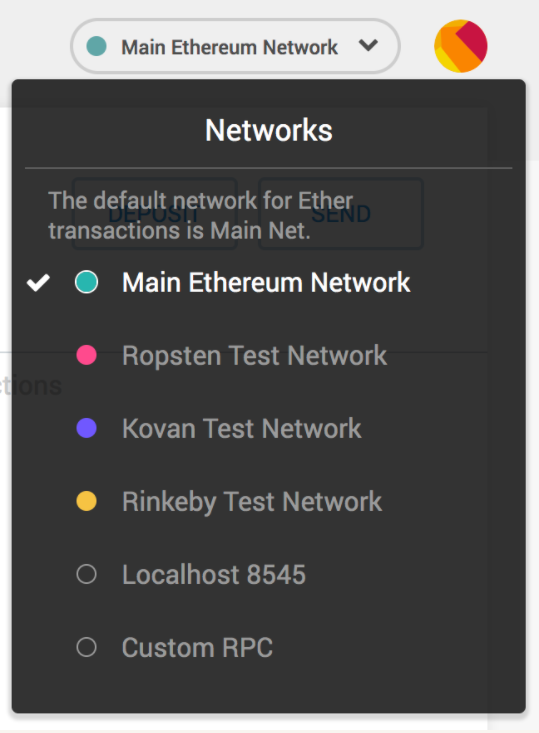 Main Ethereum Network
Networks
The default network for Ether
transactions is Main Net.
DEPOSIT
SEND
Main Ethereum Network
Ropsten Test Network
ctions
Kovan Test Network
Rinkeby Test Network
Localhost 8545
Custom RPC